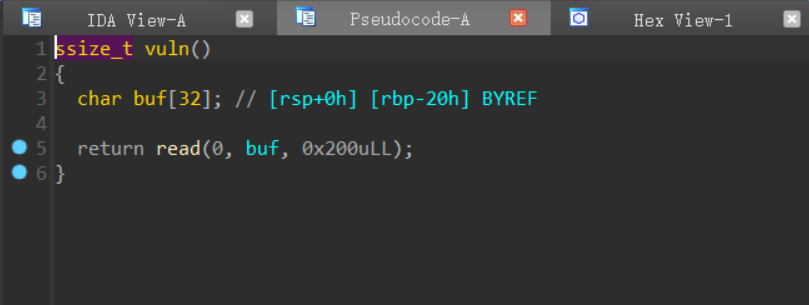 IDA View-A Pseudocode-A Hex View-1
1 ssize_t vuln()
2 {
3 char buf[32]; // [rsp+0h] [rbp-20h] BYREF
4
5 return read(0, buf, 0x200uLL);
6 }